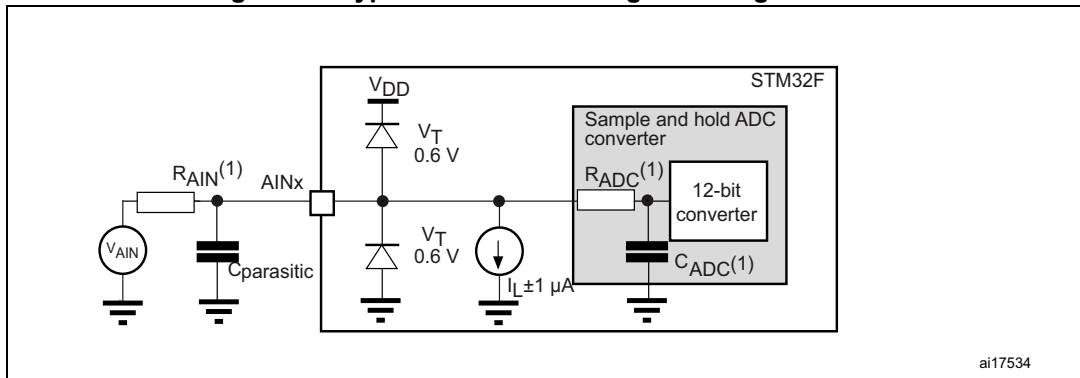 STM32F
VDD
VT
0.6 V
Sample and hold ADC
converter
RAIN(1)
AINx
RADC(1)
12-bit
converter
VAIN
Cparasitic
VT
0.6 V
IL±1 µA
CADC(1)
ai17534